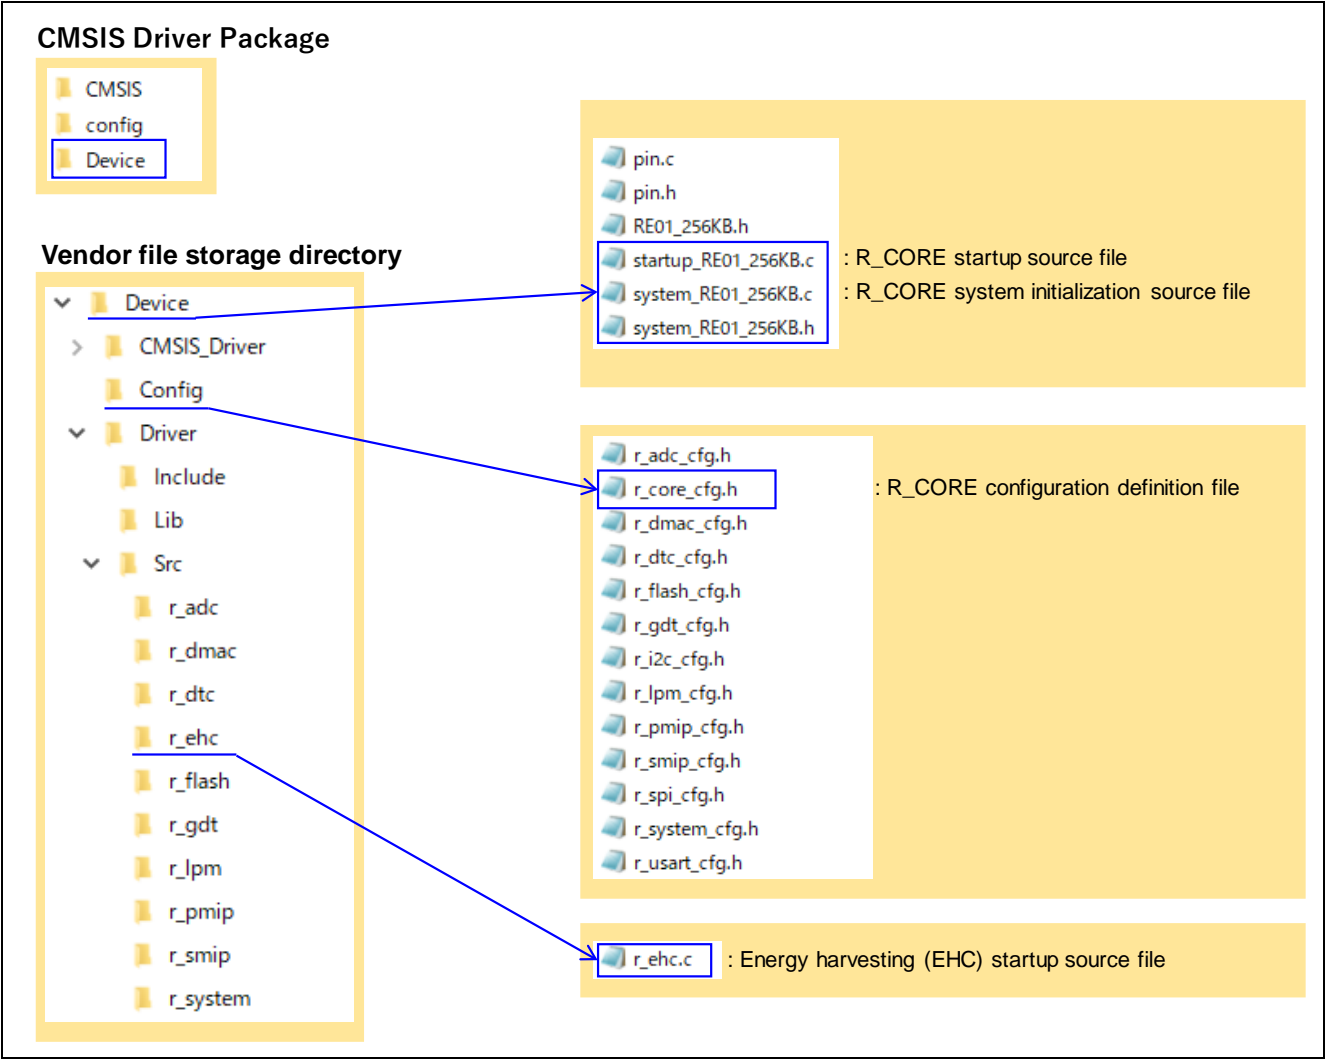 CMSIS Driver Package
CMSIS
config
Device
Vendor file storage directory
Device
CMSIS_Driver
Config
Driver
Include
Lib
Src
r_adc
r_dmac
r_dtc
r_ehc
r_flash
r_gdt
r_lpm
r_pmip
r_smip
r_system
pin.c
pin.h
RE01_256KB.h
startup_RE01_256KB.c : R_CORE startup source file
system_RE01_256KB.c : R_CORE system initialization source file
system_RE01_256KB.h
r_adc_cfg.h
r_core_cfg.h : R_CORE configuration definition file
r_dmac_cfg.h
r_dtc_cfg.h
r_flash_cfg.h
r_gdt_cfg.h
r_i2c_cfg.h
r_lpm_cfg.h
r_pmip_cfg.h
r_smip_cfg.h
r_spi_cfg.h
r_system_cfg.h
r_usart_cfg.h
r_ehc.c : Energy harvesting (EHC) startup source file